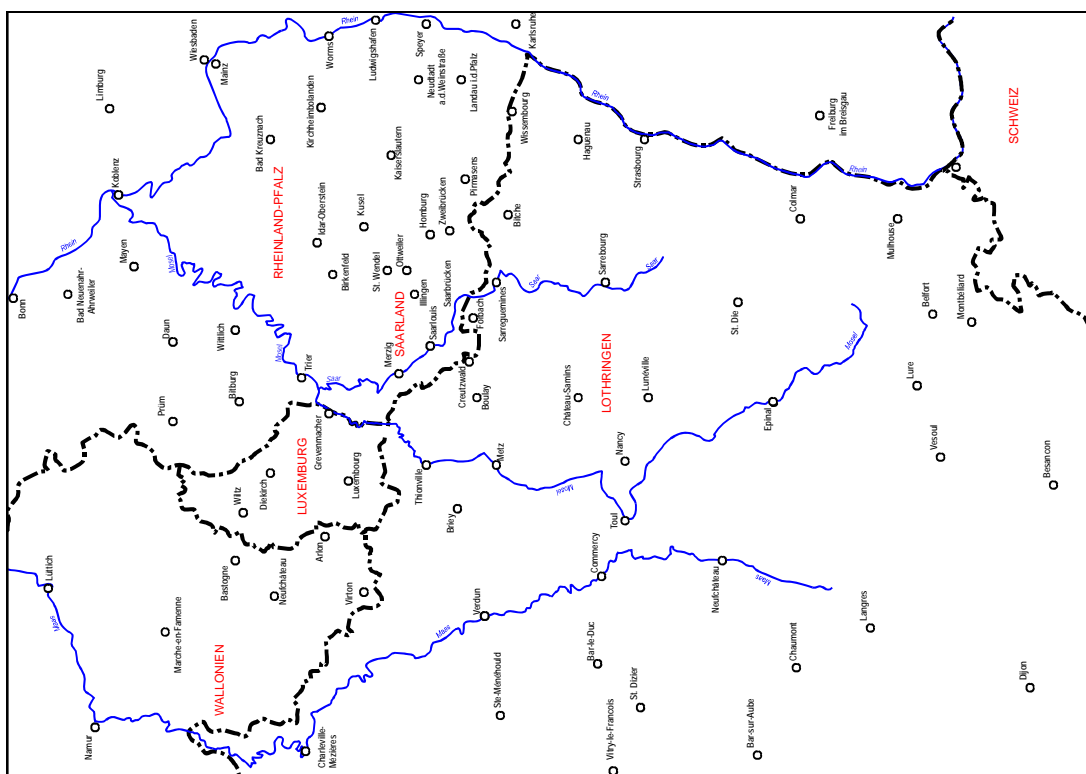 Wiesbaden
Mainz
Limburg
Koblenz
Rhein
Worms
Ludwigshafen
Speyer
Karlsruhe
Neudtadt
a.d.Weinstraße
Landau i.d.Pfalz
Wissembourg
Kirchheimbolanden
Bad Kreuznach
Kaiserslautern
Pirmasens
Haguenau
Strasbourg
Rhein
Freiburg
im Breisgau
SCHWEIZ
RHEINLAND-PFALZ
Idar-Oberstein
Kusel
Homburg
Zweibrücken
Bitche
Colnar
Mulhouse
Rhein
Rhein
Mayen
Mosel
Bonn
Bad Neuenahr-
Ahrweiler
Birkenfeld
St. Wendel
Ottweiler
Illingen
Saarbrücken
Sarreguemines
Saar
Sarrebourg
Saar
St. Die
Belfort
Montbéliard
Daun
Wittlich
Mosel
Trier
Saar
SAARLAND
Merzig
Saarlouis
Folbach
Creutzwald
Boulay
Mosel
Prüm
Bitburg
Grevenmacher
Château-Samins
LOTHRINGEN
Lunéville
Epinal
Lure
Vesoul
Besancon
LUXEMBURG
Wiltz
Diekirch
Luxembourg
Thionville
Metz
Briey
Mosel
Nancy
Toul
Lüttich
Maas
Bastogne
Neufchâteau
Arlon
Virton
Verdun
Maas
Commercy
Neufchâteau
Maas
Langres
Marche-en-Famenne
WALLONIEN
Namur
Charleville-
Mézières
Ste-Ménéhould
Bar-le-Duc
St. Dizier
Vitry-le-Francois
Chaumont
Bar-sur-Aube
Dijon